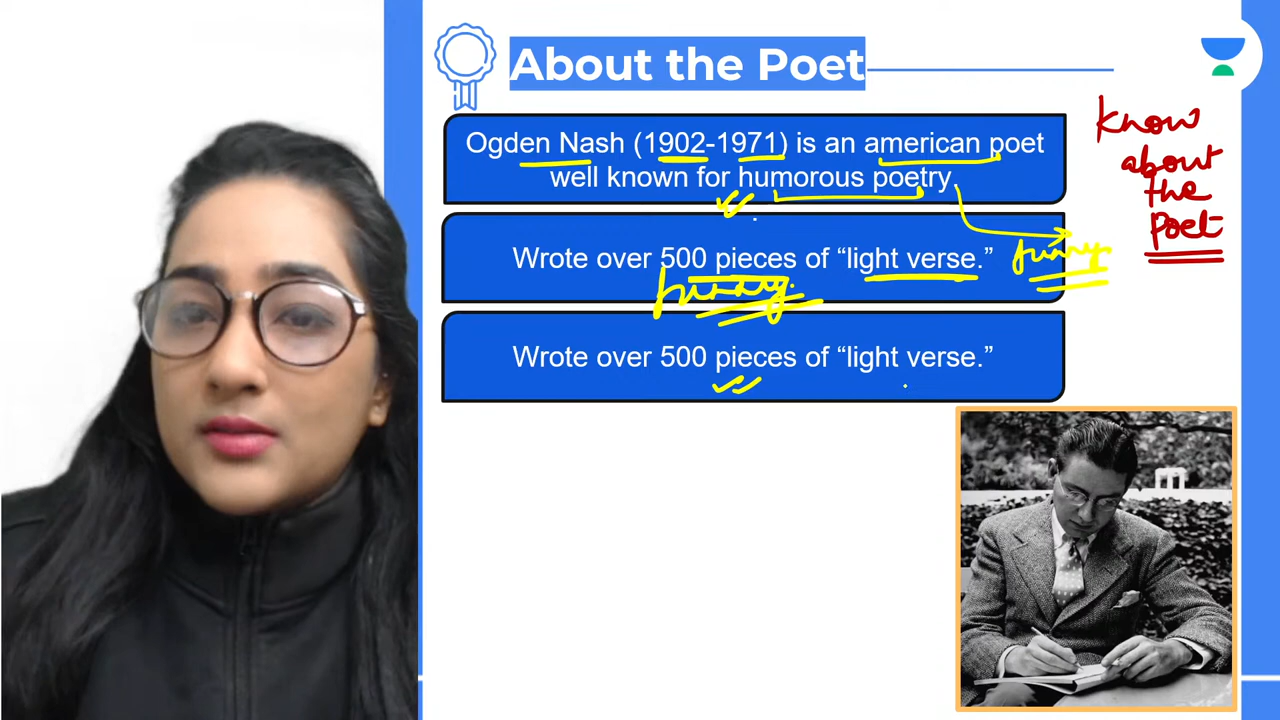 About the Poet
Ogden Nash (1902-1971) is an american poet
well known for humorous poetry
Wrote over 500 pieces of “light verse.”
funny
funny.
Wrote over 500 pieces of “light verse.”
know
about
the
poet